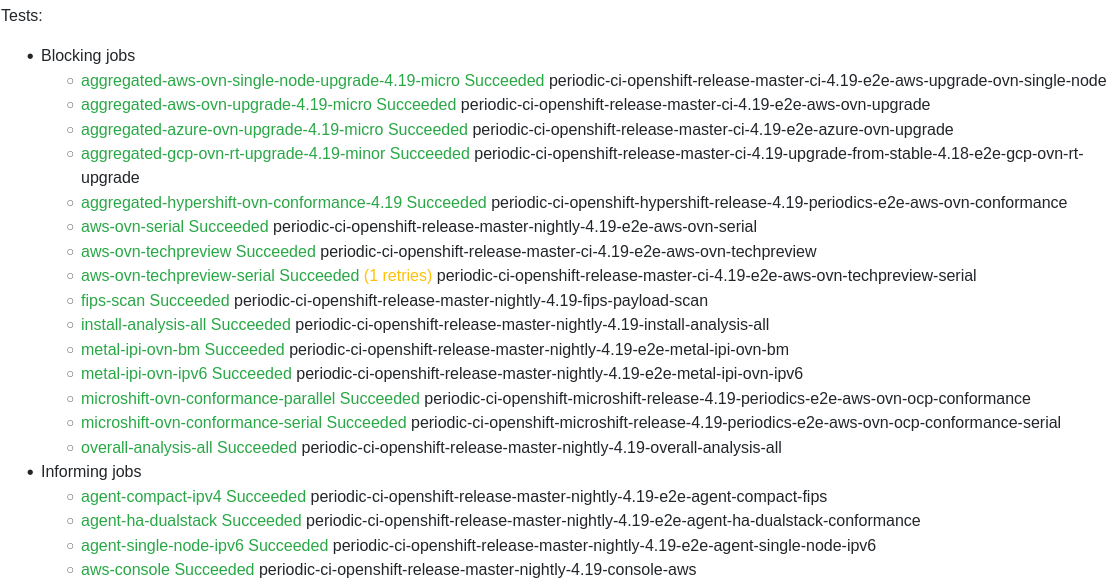 Tests:
Blocking jobs
aggregated-aws-ovn-single-node-upgrade-4.19-micro Succeeded periodic-ci-openshift-release-master-ci-4.19-e2e-aws-upgrade-ovn-single-node
aggregated-aws-ovn-upgrade-4.19-micro Succeeded periodic-ci-openshift-release-master-ci-4.19-e2e-aws-ovn-upgrade
aggregated-azure-ovn-upgrade-4.19-micro Succeeded periodic-ci-openshift-release-master-ci-4.19-e2e-azure-ovn-upgrade
aggregated-gcp-ovn-rt-upgrade-4.19-minor Succeeded periodic-ci-openshift-release-master-ci-4.19-upgrade-from-stable-4.18-e2e-gcp-ovn-rt-
upgrade
aggregated-hypershift-ovn-conformance-4.19 Succeeded periodic-ci-openshift-hypershift-release-4.19-periodics-e2e-aws-ovn-conformance
aws-ovn-serial Succeeded periodic-ci-openshift-release-master-nightly-4.19-e2e-aws-ovn-serial
aws-ovn-techpreview Succeeded periodic-ci-openshift-release-master-ci-4.19-e2e-aws-ovn-techpreview
aws-ovn-techpreview-serial Succeeded (1 retries) periodic-ci-openshift-release-master-ci-4.19-e2e-aws-ovn-techpreview-serial
fips-scan Succeeded periodic-ci-openshift-release-master-nightly-4.19-fips-payload-scan
install-analysis-all Succeeded periodic-ci-openshift-release-master-nightly-4.19-install-analysis-all
metal-ipi-ovn-bm Succeeded periodic-ci-openshift-release-master-nightly-4.19-e2e-metal-ipi-ovn-bm
metal-ipi-ovn-ipv6 Succeeded periodic-ci-openshift-release-master-nightly-4.19-e2e-metal-ipi-ovn-ipv6
microshift-ovn-conformance-parallel Succeeded periodic-ci-openshift-microshift-release-4.19-periodics-e2e-aws-ovn-ocp-conformance
microshift-ovn-conformance-serial Succeeded periodic-ci-openshift-microshift-release-4.19-periodics-e2e-aws-ovn-ocp-conformance-serial
overall-analysis-all Succeeded periodic-ci-openshift-release-master-nightly-4.19-overall-analysis-all
Informing jobs
agent-compact-ipv4 Succeeded periodic-ci-openshift-release-master-nightly-4.19-e2e-agent-compact-fips
agent-ha-dualstack Succeeded periodic-ci-openshift-release-master-nightly-4.19-e2e-agent-ha-dualstack-conformance
agent-single-node-ipv6 Succeeded periodic-ci-openshift-release-master-nightly-4.19-e2e-agent-single-node-ipv6
aws-console Succeeded periodic-ci-openshift-release-master-nightly-4.19-console-aws